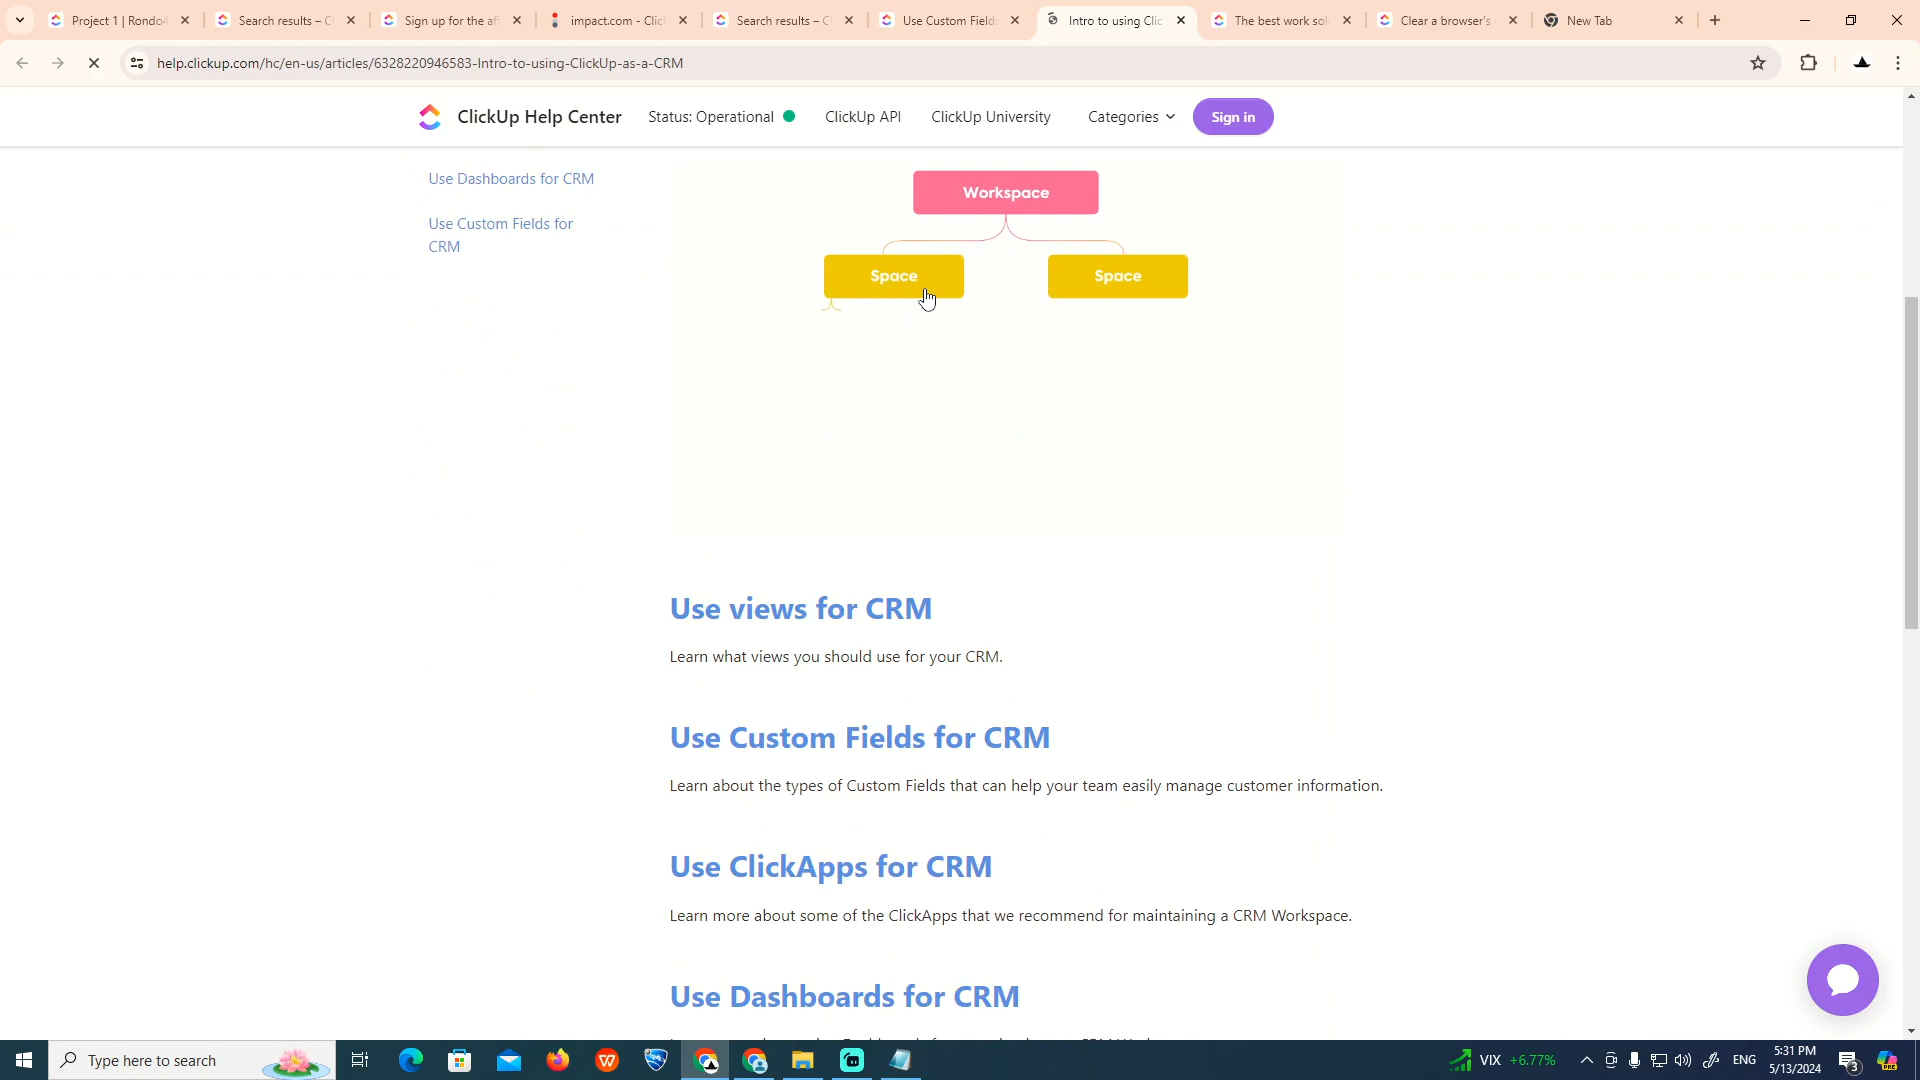 Project 1 | Rondo4
Search results – C
Sign up for the aff
impact.com - Click
Search results – C
Use Custom Fields
Intro to using Clic
The best work solu
Clear a browser's
New Tab
help.clickup.com/hc/en-us/articles/6328220946583-Intro-to-using-ClickUp-as-a-CRM
ClickUp Help Center
Status: Operational
ClickUp API
ClickUp University
Categories
Sign in
Use Dashboards for CRM
Use Custom Fields for
CRM
Workspace
Space
Space
Use views for CRM
Learn what views you should use for your CRM.
Use Custom Fields for CRM
Learn about the types of Custom Fields that can help your team easily manage customer information.
Use ClickApps for CRM
Learn more about some of the ClickApps that we recommend for maintaining a CRM Workspace.
Use Dashboards for CRM
Type here to search
VIX +6.77%
ENG
5:31 PM
5/13/2024
3